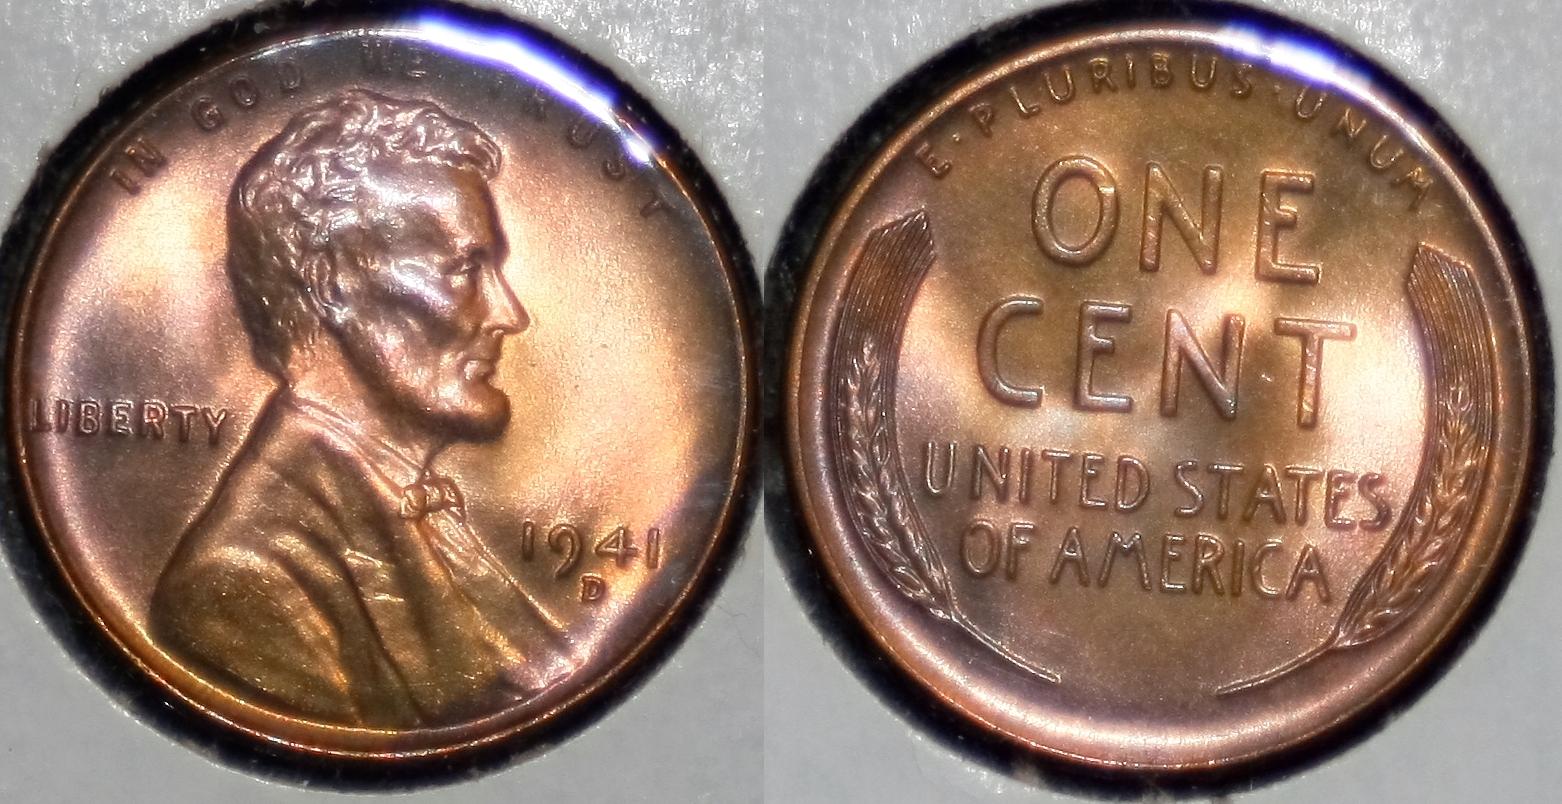 IN GOD WE TRUST
LIBERTY
1941
D
E·PLURIBUS·UNUM
ONE
CENT
UNITED STATES
OF AMERICA